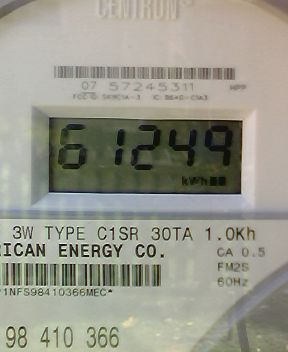 CENTRON
07 57245311
61249
kWh
3W TYPE C1SR 30TA 1.0Kh
RICAN ENERGY CO.
CA 0.5
FM2S
60Hz
1NFS98410366MEC*
98 410 366